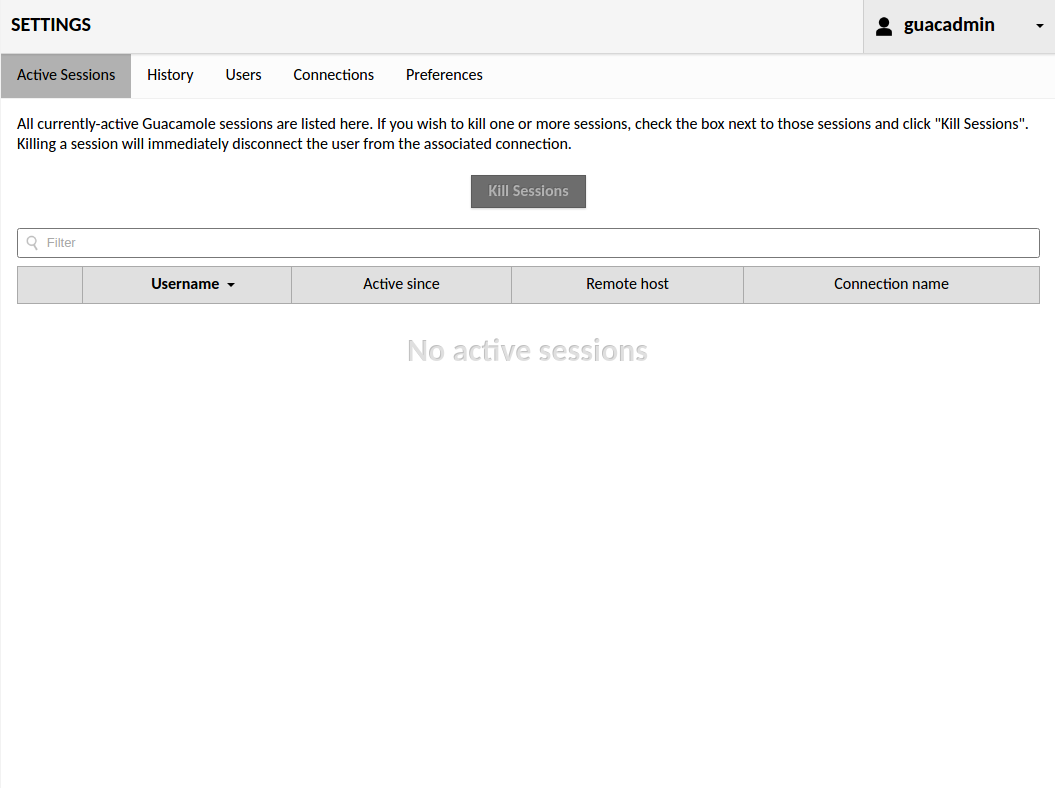 SETTINGS
guacadmin
Active Sessions History Users Connections Preferences
All currently-active Guacamole sessions are listed here. If you wish to kill one or more sessions, check the box next to those sessions and click "Kill Sessions".
Killing a session will immediately disconnect the user from the associated connection.
Kill Sessions
Filter
Username Active since Remote host Connection name
No active sessions